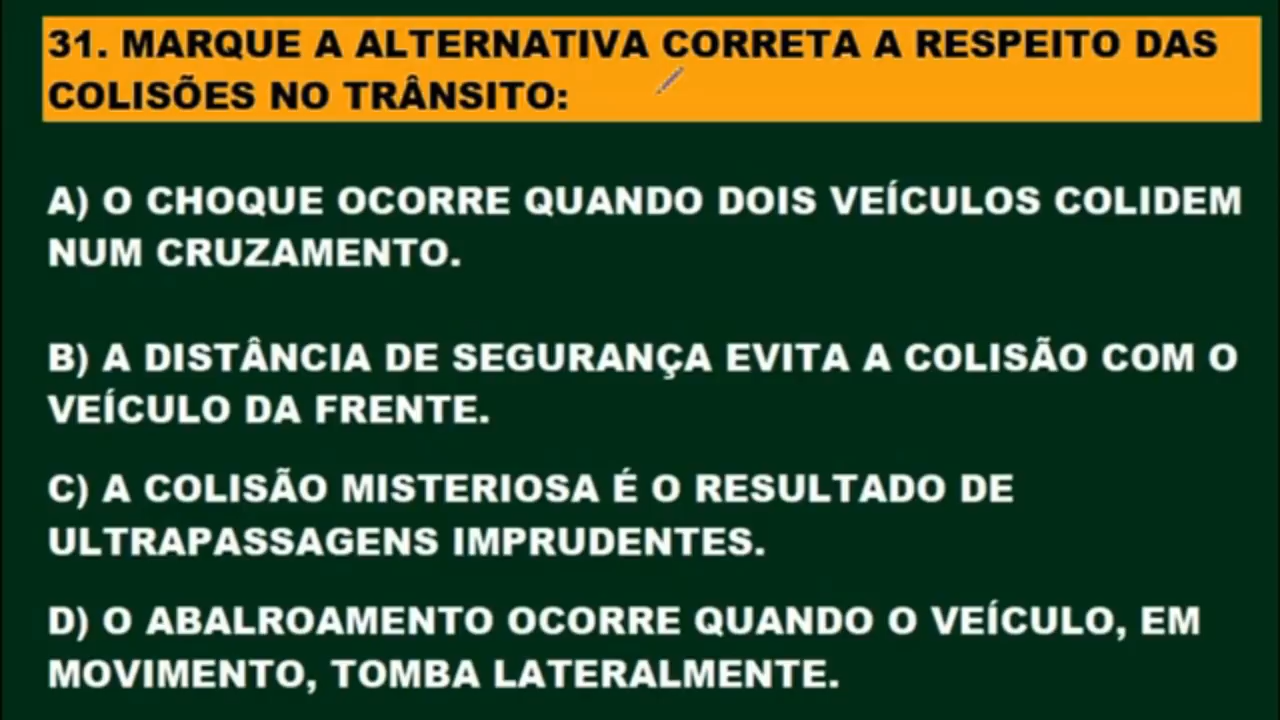 31. MARQUE A ALTERNATIVA CORRETA A RESPEITO DAS
COLISÕES NO TRÂNSITO:
A) O CHOQUE OCORRE QUANDO DOIS VEÍCULOS COLIDEM
NUM CRUZAMENTO.
B) A DISTÂNCIA DE SEGURANÇA EVITA A COLISÃO COM O
VEÍCULO DA FRENTE.
C) A COLISÃO MISTERIOSA É O RESULTADO DE
ULTRAPASSAGENS IMPRUDENTES.
D) O ABALROAMENTO OCORRE QUANDO O VEÍCULO, EM
MOVIMENTO, TOMBA LATERALMENTE.